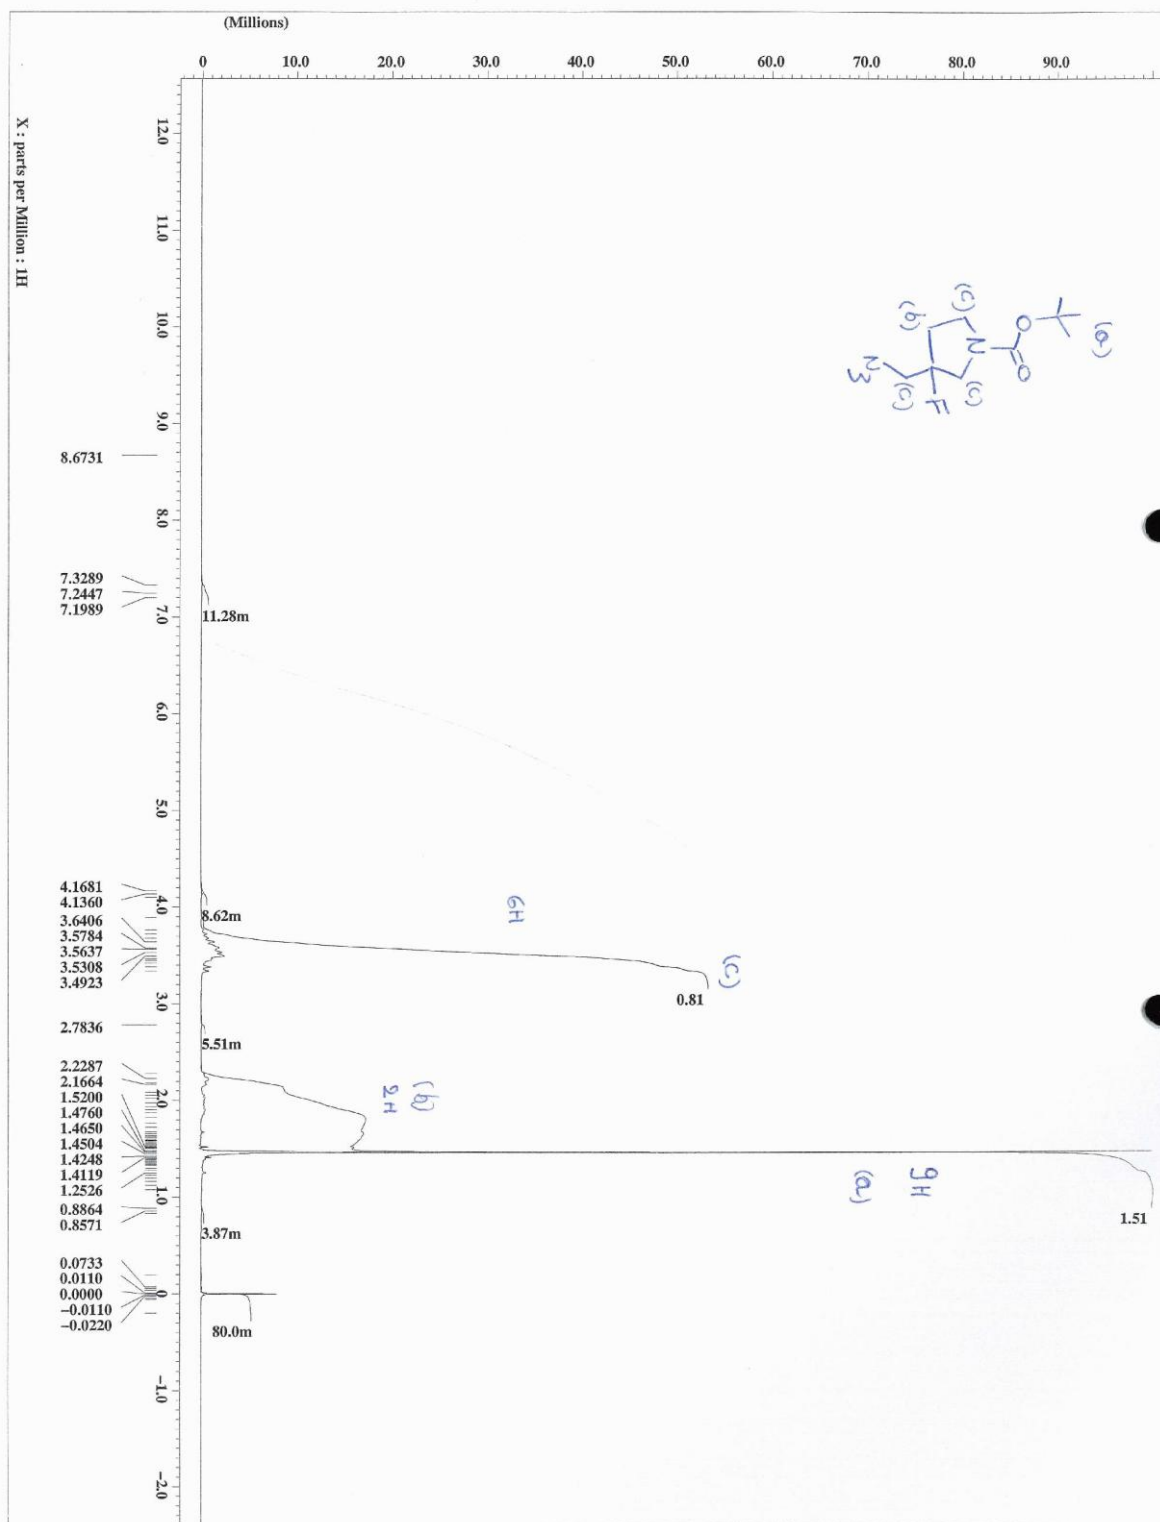 (Millions)
0 10.0 20.0 30.0 40.0 50.0 60.0 70.0 80.0 90.0
X : parts per Million : 1H
12.0
11.0
10.0
9.0
8.0
7.0
6.0
5.0
4.0
3.0
2.0
1.0
0
-1.0
-2.0
8.6731
7.3289
7.2447
7.1989
4.1681
4.1360
3.6406
3.5784
3.5637
3.5308
3.4923
2.7836
2.2287
2.1664
1.5200
1.4760
1.4650
1.4504
1.4248
1.4119
1.2526
0.8864
0.8571
0.0733
0.0110
0.0000
-0.0110
-0.0220
11.28m
8.62m
0.81
5.51m
1.51
3.87m
80.0m
(a)
O
O
N
(c)
(c)
(b)
(c)
F
N3
6H
(c)
(b)
2H
9H
(a)